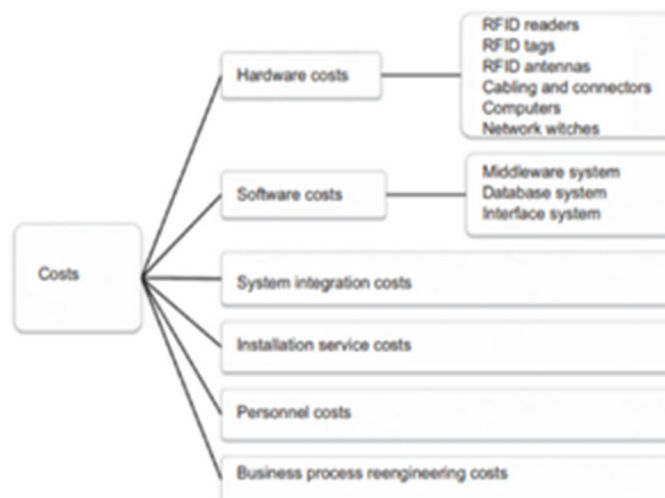 Costs
Hardware costs
RFID readers
RFID tags
RFID antennas
Cabling and connectors
Computers
Network witches
Software costs
Middleware system
Database system
Interface system
System integration costs
Installation service costs
Personnel costs
Business process reengineering costs